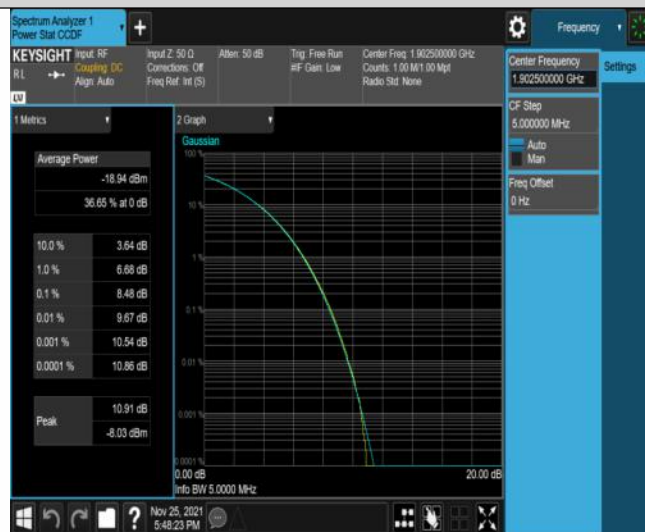 Spectrum Analyzer 1
Power Stat CCDF
+
Frequency
KEYSIGHT
RL
Input: RF
Coupling: DC
Align: Auto
Input Z: 50 Ω
Corrections: Off
Freq Ref: Int (S)
Atten: 50 dB
Trig: Free Run
#IF Gain: Low
Center Freq: 1.902500000 GHz
Counts: 1.00 M/1.00 Mpt
Radio Std: None
Center Frequency
1.902500000 GHz
Settings
CF Step
5.000000 MHz
Auto
Man
Freq Offset
0 Hz
1 Metrics
2 Graph
Average Power
-18.94 dBm
36.65 % at 0 dB
10.0 % 3.64 dB
1.0 % 6.68 dB
0.1 % 8.48 dB
0.01 % 9.67 dB
0.001 % 10.54 dB
0.0001 % 10.86 dB
Peak
10.91 dB
-8.03 dBm
Gaussian
100 %
10 %
1 %
0.1 %
0.01 %
0.001 %
0.0001 %
0.00 dB
20.00 dB
Info BW 5.0000 MHz
?
Nov 25, 2021
5:48:23 PM